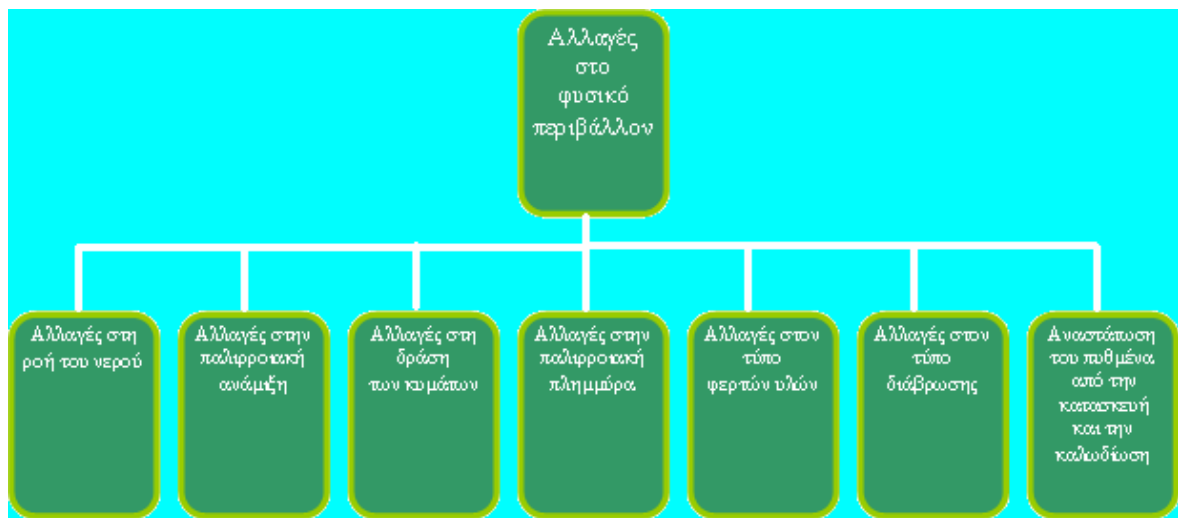 Αλλαγές
στο
φυσικό
περιβάλλον
Αλλαγές στη
ροή του νερού
Αλλαγές στην
παλιρροιακή
ανάμιξη
Αλλαγές στη
δράση
των κυμάτων
Αλλαγές στην
παλιρροιακή
πλημμύρα
Αλλαγές στον
τύπο
φερτών υλών
Αλλαγές στον
τύπο
διάβρωσης
Αναστάτωση
του πυθμένα
από την
κατασκευή
και την
καλωδίωση